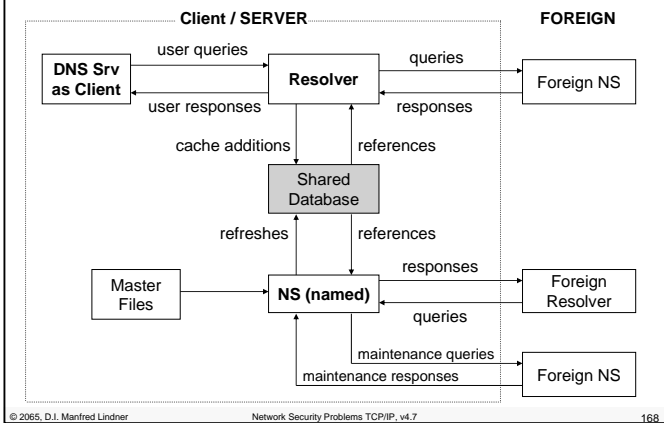 Client / SERVER
FOREIGN
user queries
queries
DNS Srv
as Client
Resolver
Foreign NS
user responses
responses
cache additions
references
Shared
Database
refreshes
references
responses
Master
Files
NS (named)
Foreign
Resolver
queries
maintenance queries
maintenance responses
Foreign NS
© 2065, D.I. Manfred Lindner
Network Security Problems TCP/IP, v4.7
168